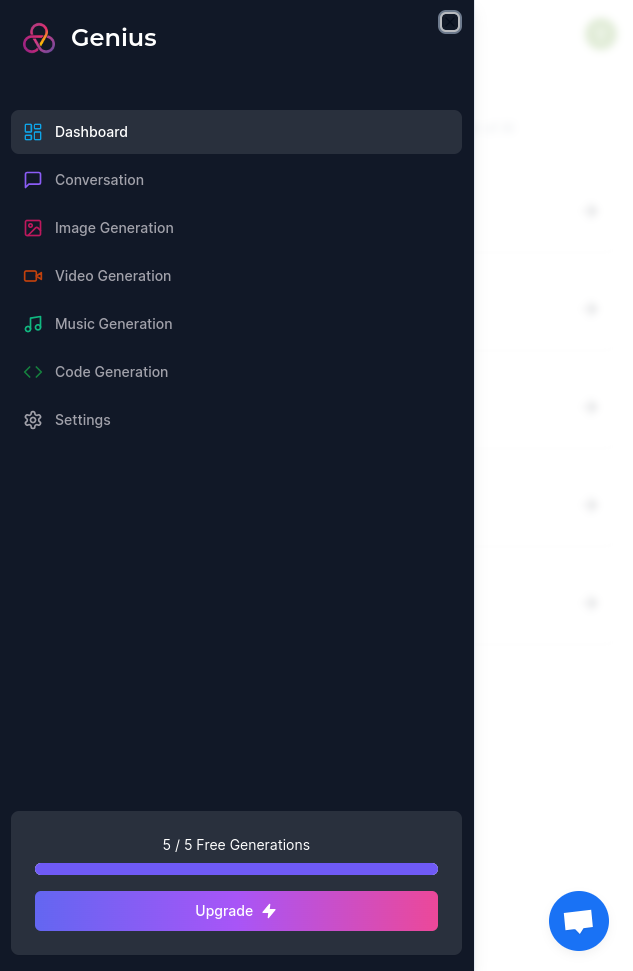 Genius
Dashboard
Conversation
Image Generation
Video Generation
Music Generation
Code Generation
Settings
5 / 5 Free Generations
Upgrade